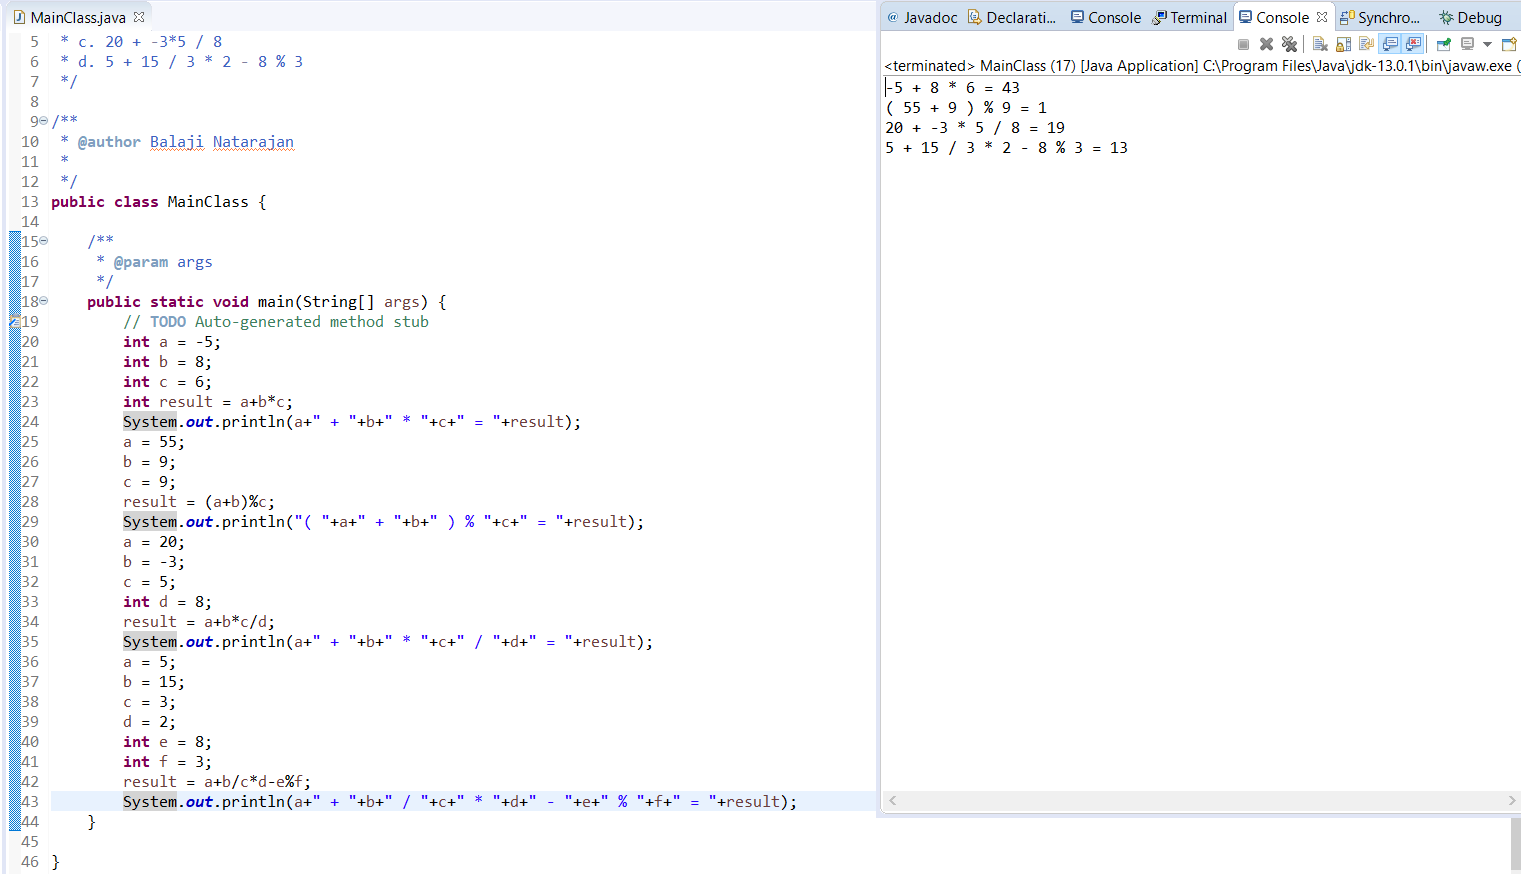 MainClass.java
5 * c. 20 + -3*5 / 8
6 * d. 5 + 15 / 3 * 2 - 8 % 3
7 */
8
9 /**
10 * @author Balaji Natarajan
11 *
12 */
13 public class MainClass {
14
15 /**
16 * @param args
17 */
18 public static void main(String[] args) {
19 // TODO Auto-generated method stub
20 int a = -5;
21 int b = 8;
22 int c = 6;
23 int result = a+b*c;
24 System.out.println(a+" + "+b+" * "+c+" = "+result);
25 a = 55;
26 b = 9;
27 c = 9;
28 result = (a+b)%c;
29 System.out.println("( "+a+" + "+b+" ) % "+c+" = "+result);
30 a = 20;
31 b = -3;
32 c = 5;
33 int d = 8;
34 result = a+b*c/d;
35 System.out.println(a+" + "+b+" * "+c+" / "+d+" = "+result);
36 a = 5;
37 b = 15;
38 c = 3;
39 d = 2;
40 int e = 8;
41 int f = 3;
42 result = a+b/c*d-e%f;
43 System.out.println(a+" + "+b+" / "+c+" * "+d+" - "+e+" % "+f+" = "+result);
44 }
45
46 }
@ Javadoc Declarati... Console Terminal Console Synchro... Debug
<terminated> MainClass (17) [Java Application] C:\Program Files\Java\jdk-13.0.1\bin\javaw.exe (
-5 + 8 * 6 = 43
( 55 + 9 ) % 9 = 1
20 + -3 * 5 / 8 = 19
5 + 15 / 3 * 2 - 8 % 3 = 13